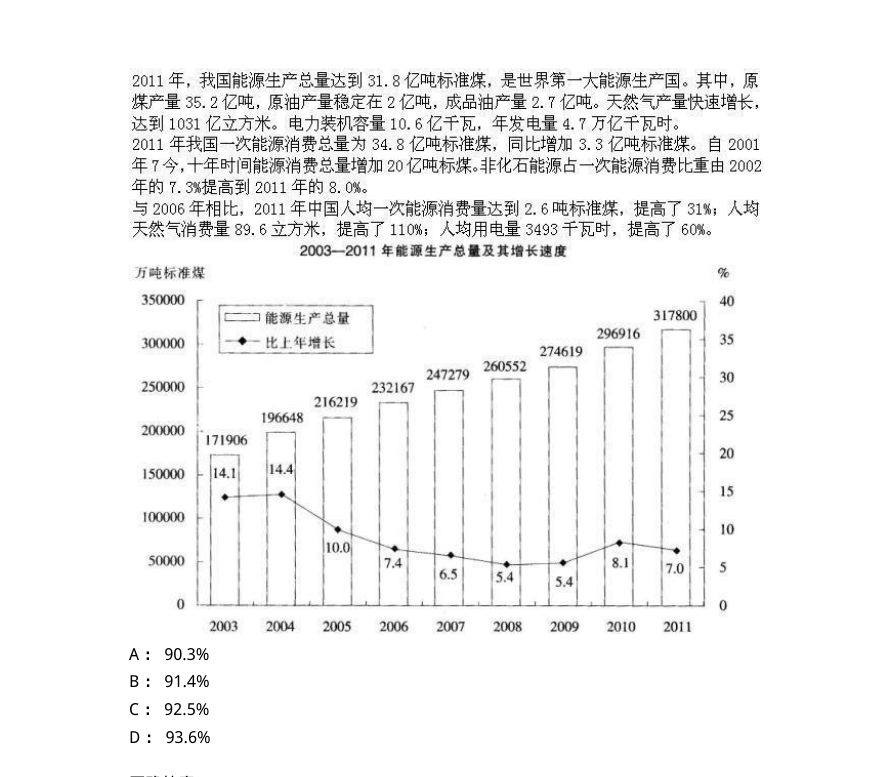 2011 年，我国能源生产总量达到 31.8 亿吨标准煤，是世界第一大能源生产国。其中，原
煤产量 35.2 亿吨，原油产量稳定在 2 亿吨，成品油产量 2.7 亿吨。天然气产量快速增长，
达到 1031 亿立方米。电力装机容量 10.6 亿千瓦，年发电量 4.7 万亿千瓦时。
2011 年我国一次能源消费总量为 34.8 亿吨标准煤，同比增加 3.3 亿吨标准煤。自 2001
年 7 今，十年时间能源消费总量增加 20 亿吨标煤。非化石能源占一次能源消费比重由 2002
年的 7.3%提高到 2011 年的 8.0%。
与 2006 年相比，2011 年中国人均一次能源消费量达到 2.6 吨标准煤，提高了 31%；人均
天然气消费量 89.6 立方米，提高了 110%；人均用电量 3493 千瓦时，提高了 60%。
2003—2011 年能源生产总量及其增长速度
万吨标准煤 %
350000 40
能源生产总量
比上年增长
300000 35
250000 30
200000 25
150000 20
100000 15
50000 10
0 5
0
171906 196648 216219 232167 247279 260552 274619 296916 317800
14.1 14.4 10.0 7.4 6.5 5.4 5.4 8.1 7.0
2003 2004 2005 2006 2007 2008 2009 2010 2011
A： 90.3%
B： 91.4%
C： 92.5%
D： 93.6%